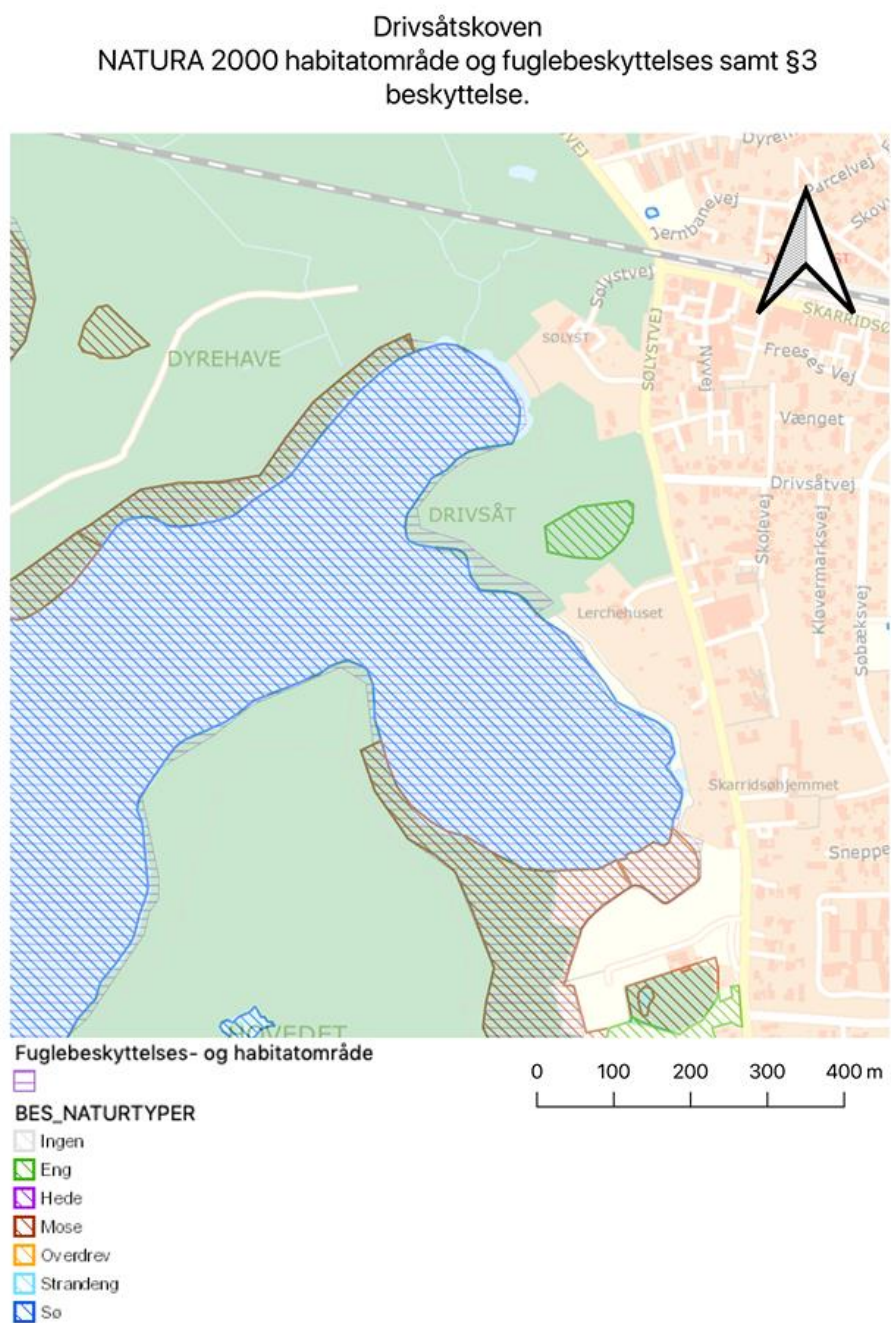 Drivsåtskoven
NATURA 2000 habitatområde og fuglebeskyttelses samt §3
beskyttelse.
Parcelvej
Jernbanevej
Sølystvej
SØLYST
SØLYSTVEJ
Nyvej
Freeses Vej
DYREHAVE
Vænget
Drivsåtvej
DRIVSÅT
Skolevej
Kløvermarksvej
Søbæksvej
Lerchehuset
Skarridsøhjemmet
HOVEDET
Fuglebeskyttelses- og habitatområde
0 100 200 300 400 m
BES_NATURTYPER
Ingen
Eng
Hede
Mose
Overdrev
Strandeng
Sø